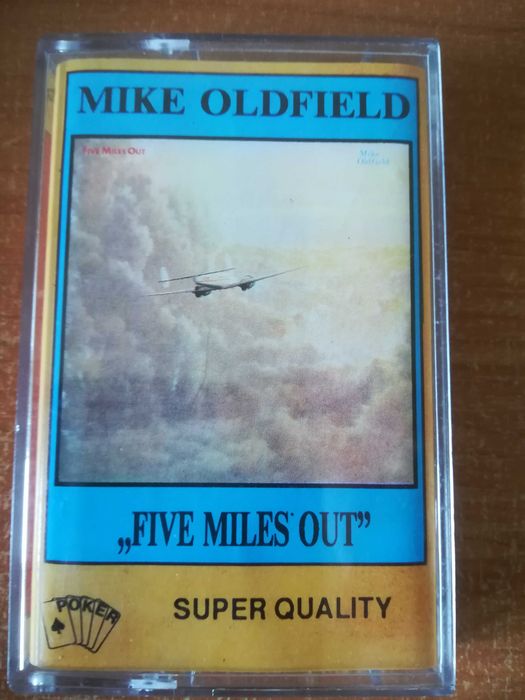 MIKE OLDFIELD
FIVE MILES OUT
Mike
Oldfield
„FIVE MILES OUT”
POKER
SUPER QUALITY